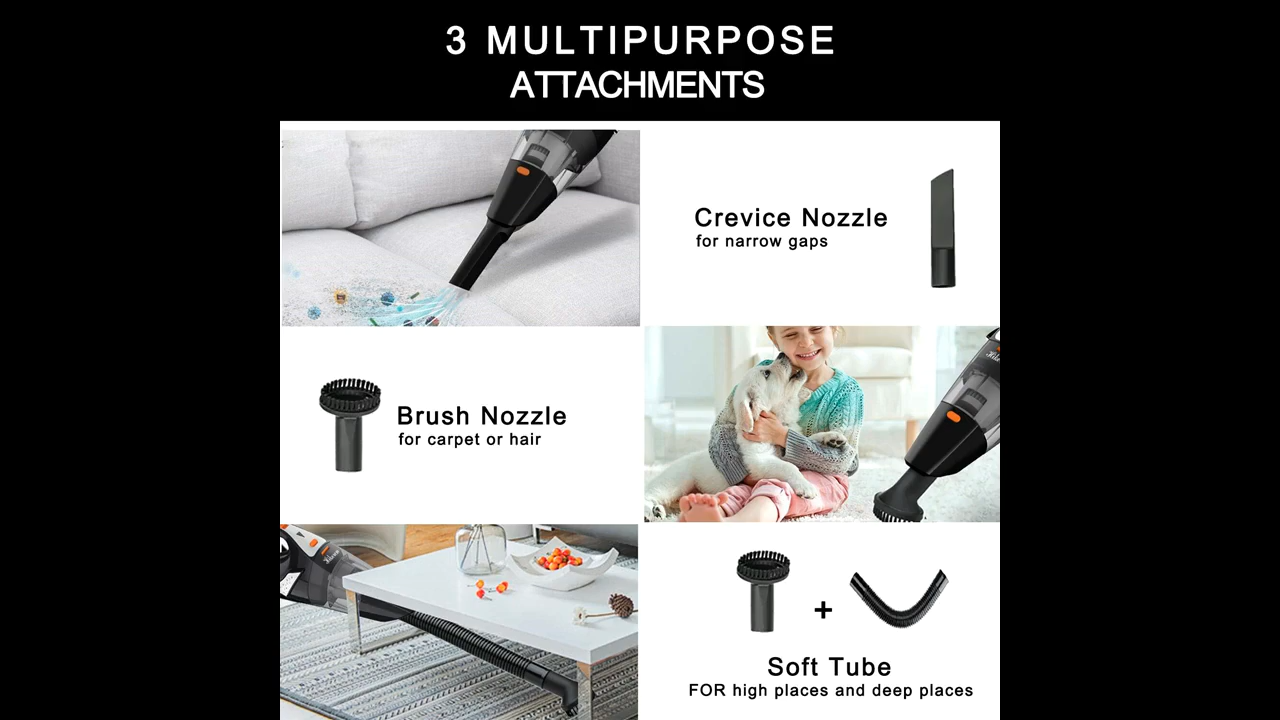 3 MULTIPURPOSE
ATTACHMENTS
Crevice Nozzle
for narrow gaps
Brush Nozzle
for carpet or hair
+
Soft Tube
FOR high places and deep places